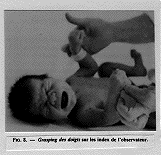 FIG. 8. — Grasping des doigts sur les index de l'observateur.